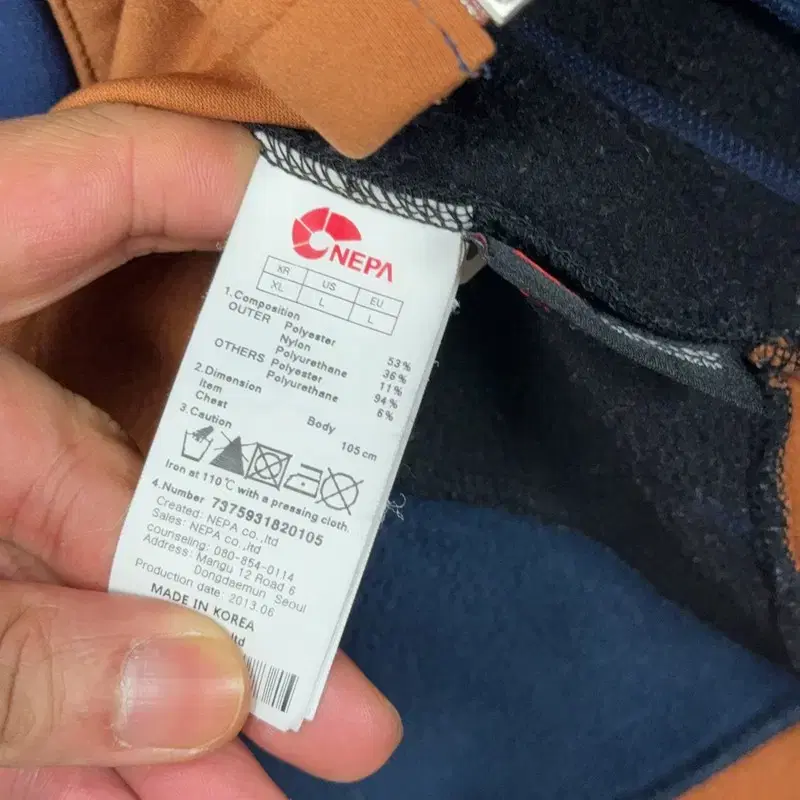 NEPA
KR US EU
XL L L
1.Composition
OUTER Polyester 53%
Nylon 36%
Polyurethane 11%
OTHERS Polyester 94%
Polyurethane 6%
2.Dimension
Item Body
Chest 105 cm
3.Caution
Iron at 110℃ with a pressing cloth.
4.Number 7375931820105
Created: NEPA co.,ltd
Sales: NEPA co.,ltd
counseling: 080-854-0114
Address: Mangu 12 Road 6
Dongdaemun Seoul
Production date: 2013.06
MADE IN KOREA
ltd